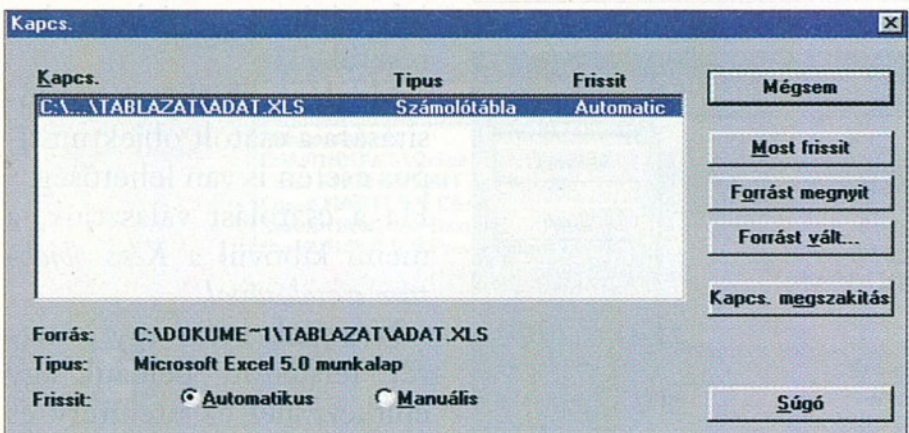 Kapcs.
Kapcs. Tipus Frissit
C:\...\TABLAZAT\ADAT.XLS Számolótábla Automatic
Mégsem
Most frissit
Forrást megnyit
Forrást vált...
Kapcs. megszakitás
Forrás: C:\DOKUME~1\TABLAZAT\ADAT.XLS
Tipus: Microsoft Excel 5.0 munkalap
Frissit: Automatikus Manuális
Súgó